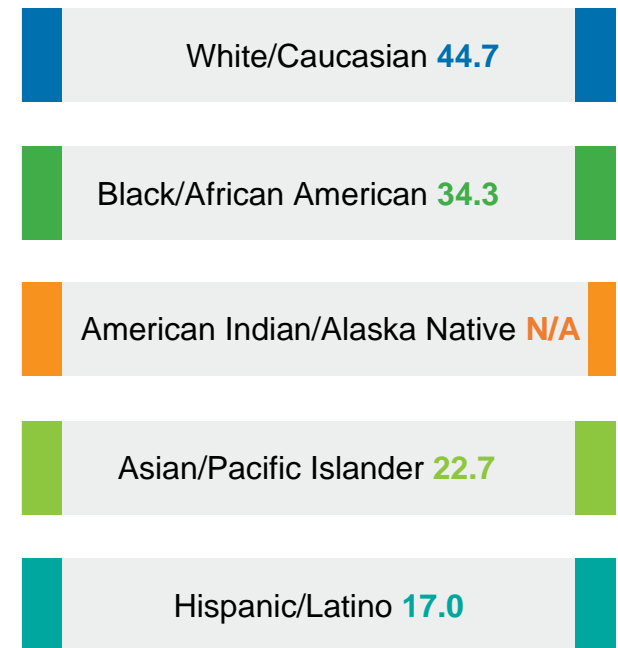 White/Caucasian 44.7
Black/African American 34.3
American Indian/Alaska Native N/A
Asian/Pacific Islander 22.7
Hispanic/Latino 17.0